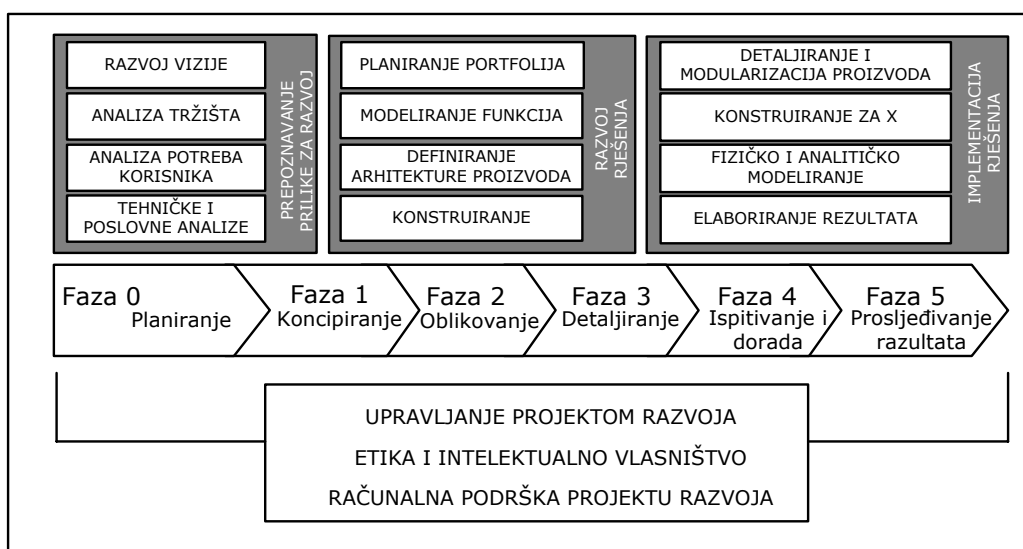 RAZVOJ VIZIJE
ANALIZA TRŽIŠTA
ANALIZA POTREBA
KORISNIKA
TEHNIČKE I
POSLOVNE ANALIZE
PREPOZNAVANJE
PRILIKE ZA RAZVOJ
PLANIRANJE PORTFOLIJA
MODELIRANJE FUNKCIJA
DEFINIRANJE
ARHITEKTURE PROIZVODA
KONSTRUIRANJE
RAZVOJ
RJEŠENJA
DETALJIRANJE I
MODULARIZACIJA PROIZVODA
KONSTRUIRANJE ZA X
FIZIČKO I ANALITIČKO
MODELIRANJE
ELABORIRANJE REZULTATA
IMPLEMENTACIJA
RJEŠENJA
Faza 0
Planiranje
Faza 1
Koncipiranje
Faza 2
Oblikovanje
Faza 3
Detaljiranje
Faza 4
Ispitivanje i
dorada
Faza 5
Prosljeđivanje
razultata
UPRAVLJANJE PROJEKTOM RAZVOJA
ETIKA I INTELEKTUALNO VLASNIŠTVO
RAČUNALNA PODRŠKA PROJEKTU RAZVOJA